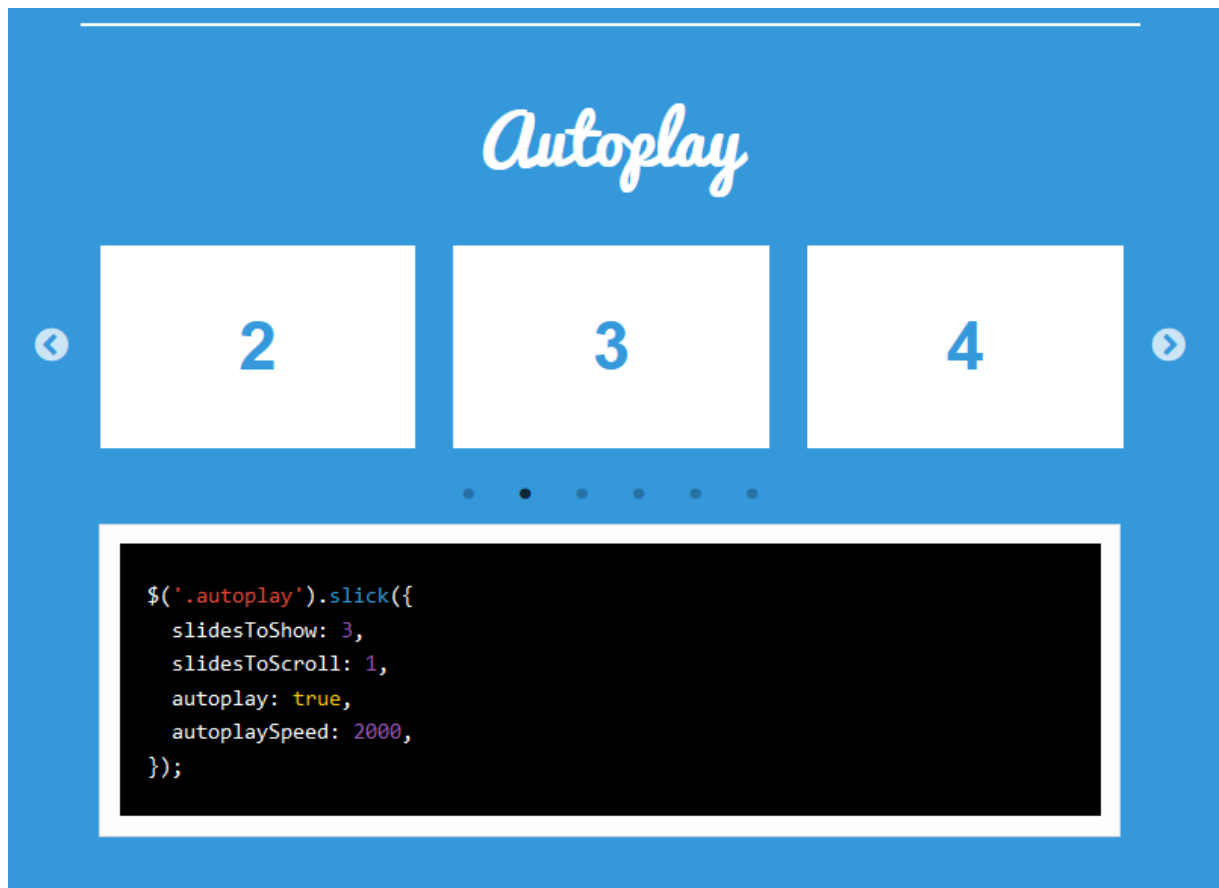 Autoplay
2 3 4
$('.autoplay').slick({
  slidesToShow: 3,
  slidesToScroll: 1,
  autoplay: true,
  autoplaySpeed: 2000,
});